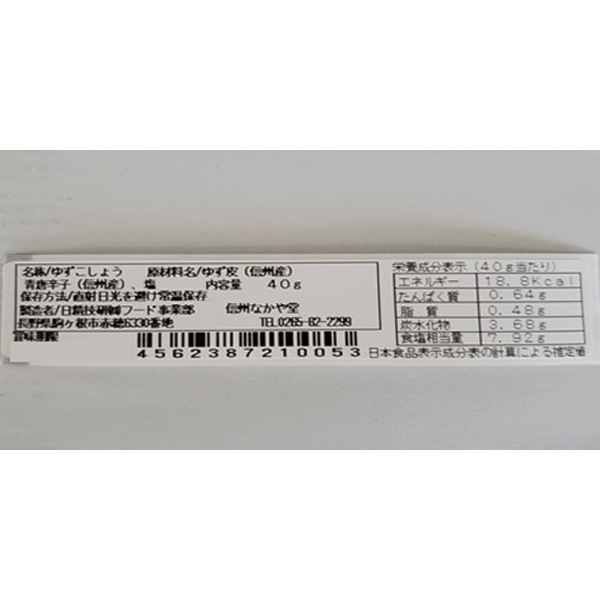 名称/ゆずこしょう 原材料名/ゆず皮（信州産）
青唐辛子（信州産）、塩 内容量 40g
保存方法/直射日光を避け常温保存
製造者/日精技研㈱フード事業部 信州なかや堂
長野県駒ヶ根市赤穂6330番地 TEL0265-82-2299
賞味期限
4562387210053
栄養成分表示（40g当たり）
エネルギー 18.8Kcal
たんぱく質 0.64g
脂 質 0.48g
炭水化物 3.68g
食塩相当量 7.92g
日本食品表示成分表の計算による推定値